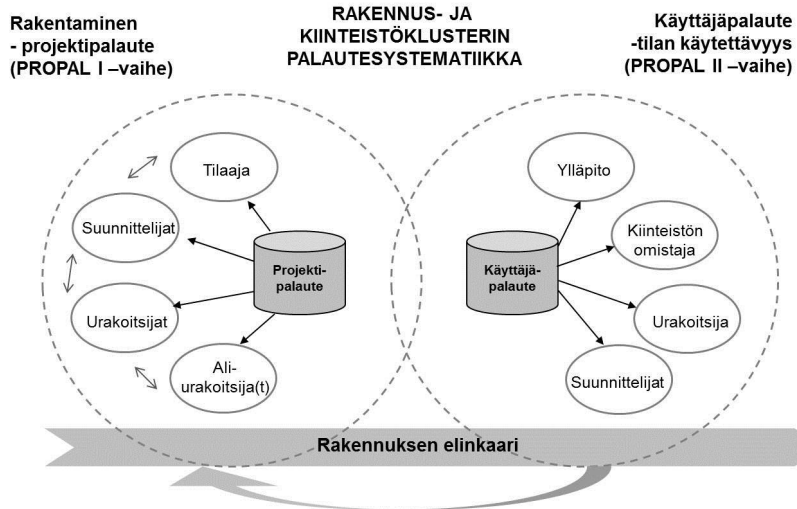 Rakentaminen
- projektipalaute
(PROPAL I –vaihe)
RAKENNUS- JA
KIINTEISTÖKLUSTERIN
PALAUTESYSTEMATIIKKA
Käyttäjäpalaute
-tilan käytettävyys
(PROPAL II –vaihe)
Tilaaja
Suunnittelijat
Urakoitsijat
Ali-
urakoitsija(t)
Projekti-
palaute
Käyttäjä-
palaute
Ylläpito
Kiinteistön
omistaja
Urakoitsija
Suunnittelijat
Rakennuksen elinkaari